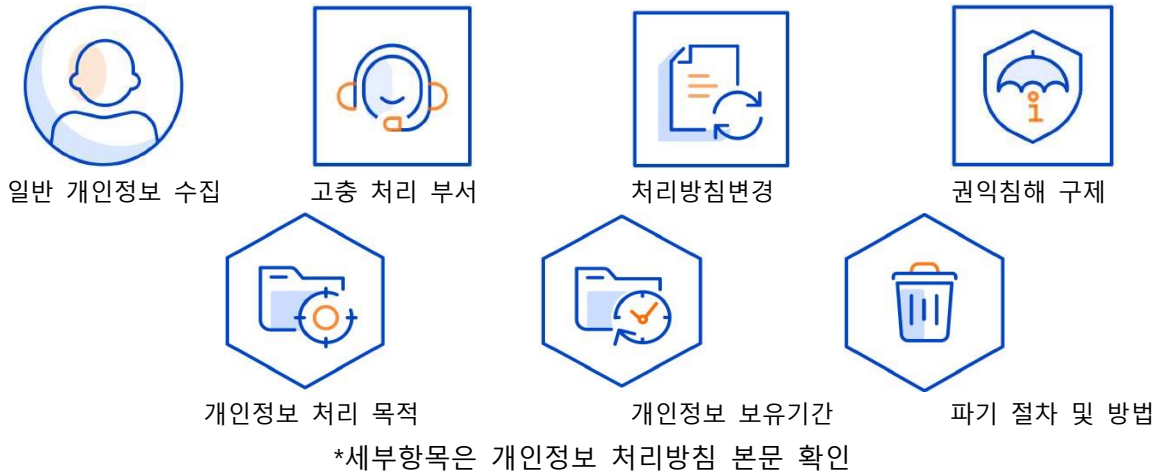 일반 개인정보 수집 고충 처리 부서 처리방침변경 권익침해 구제
개인정보 처리 목적 개인정보 보유기간 파기 절차 및 방법
*세부항목은 개인정보 처리방침 본문 확인